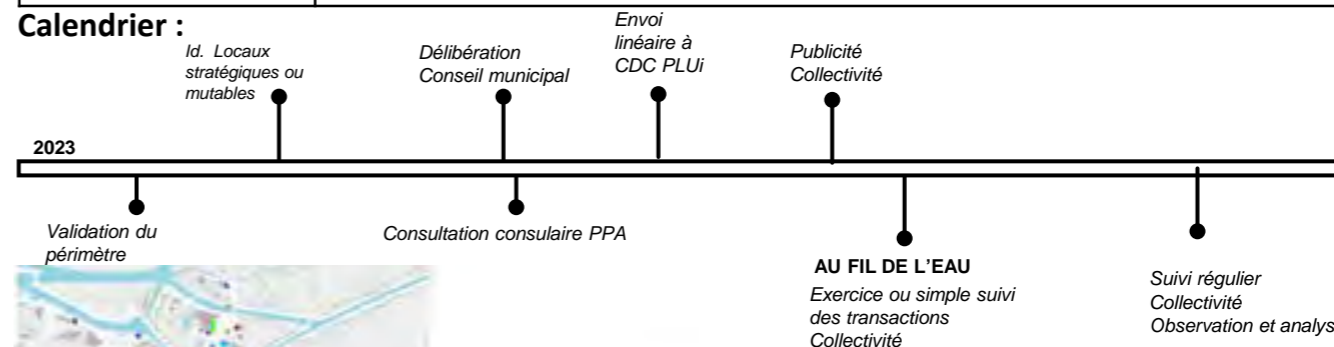 Calendrier :
Id. Locaux
stratégiques ou
mutables
Délibération
Conseil municipal
Envoi
linéaire à
CDC PLUi
Publicité
Collectivité
2023
Validation du
périmètre
Consultation consulaire PPA
AU FIL DE L'EAU
Exercice ou simple suivi
des transactions
Collectivité
Suivi régulier
Collectivité
Observation et analys